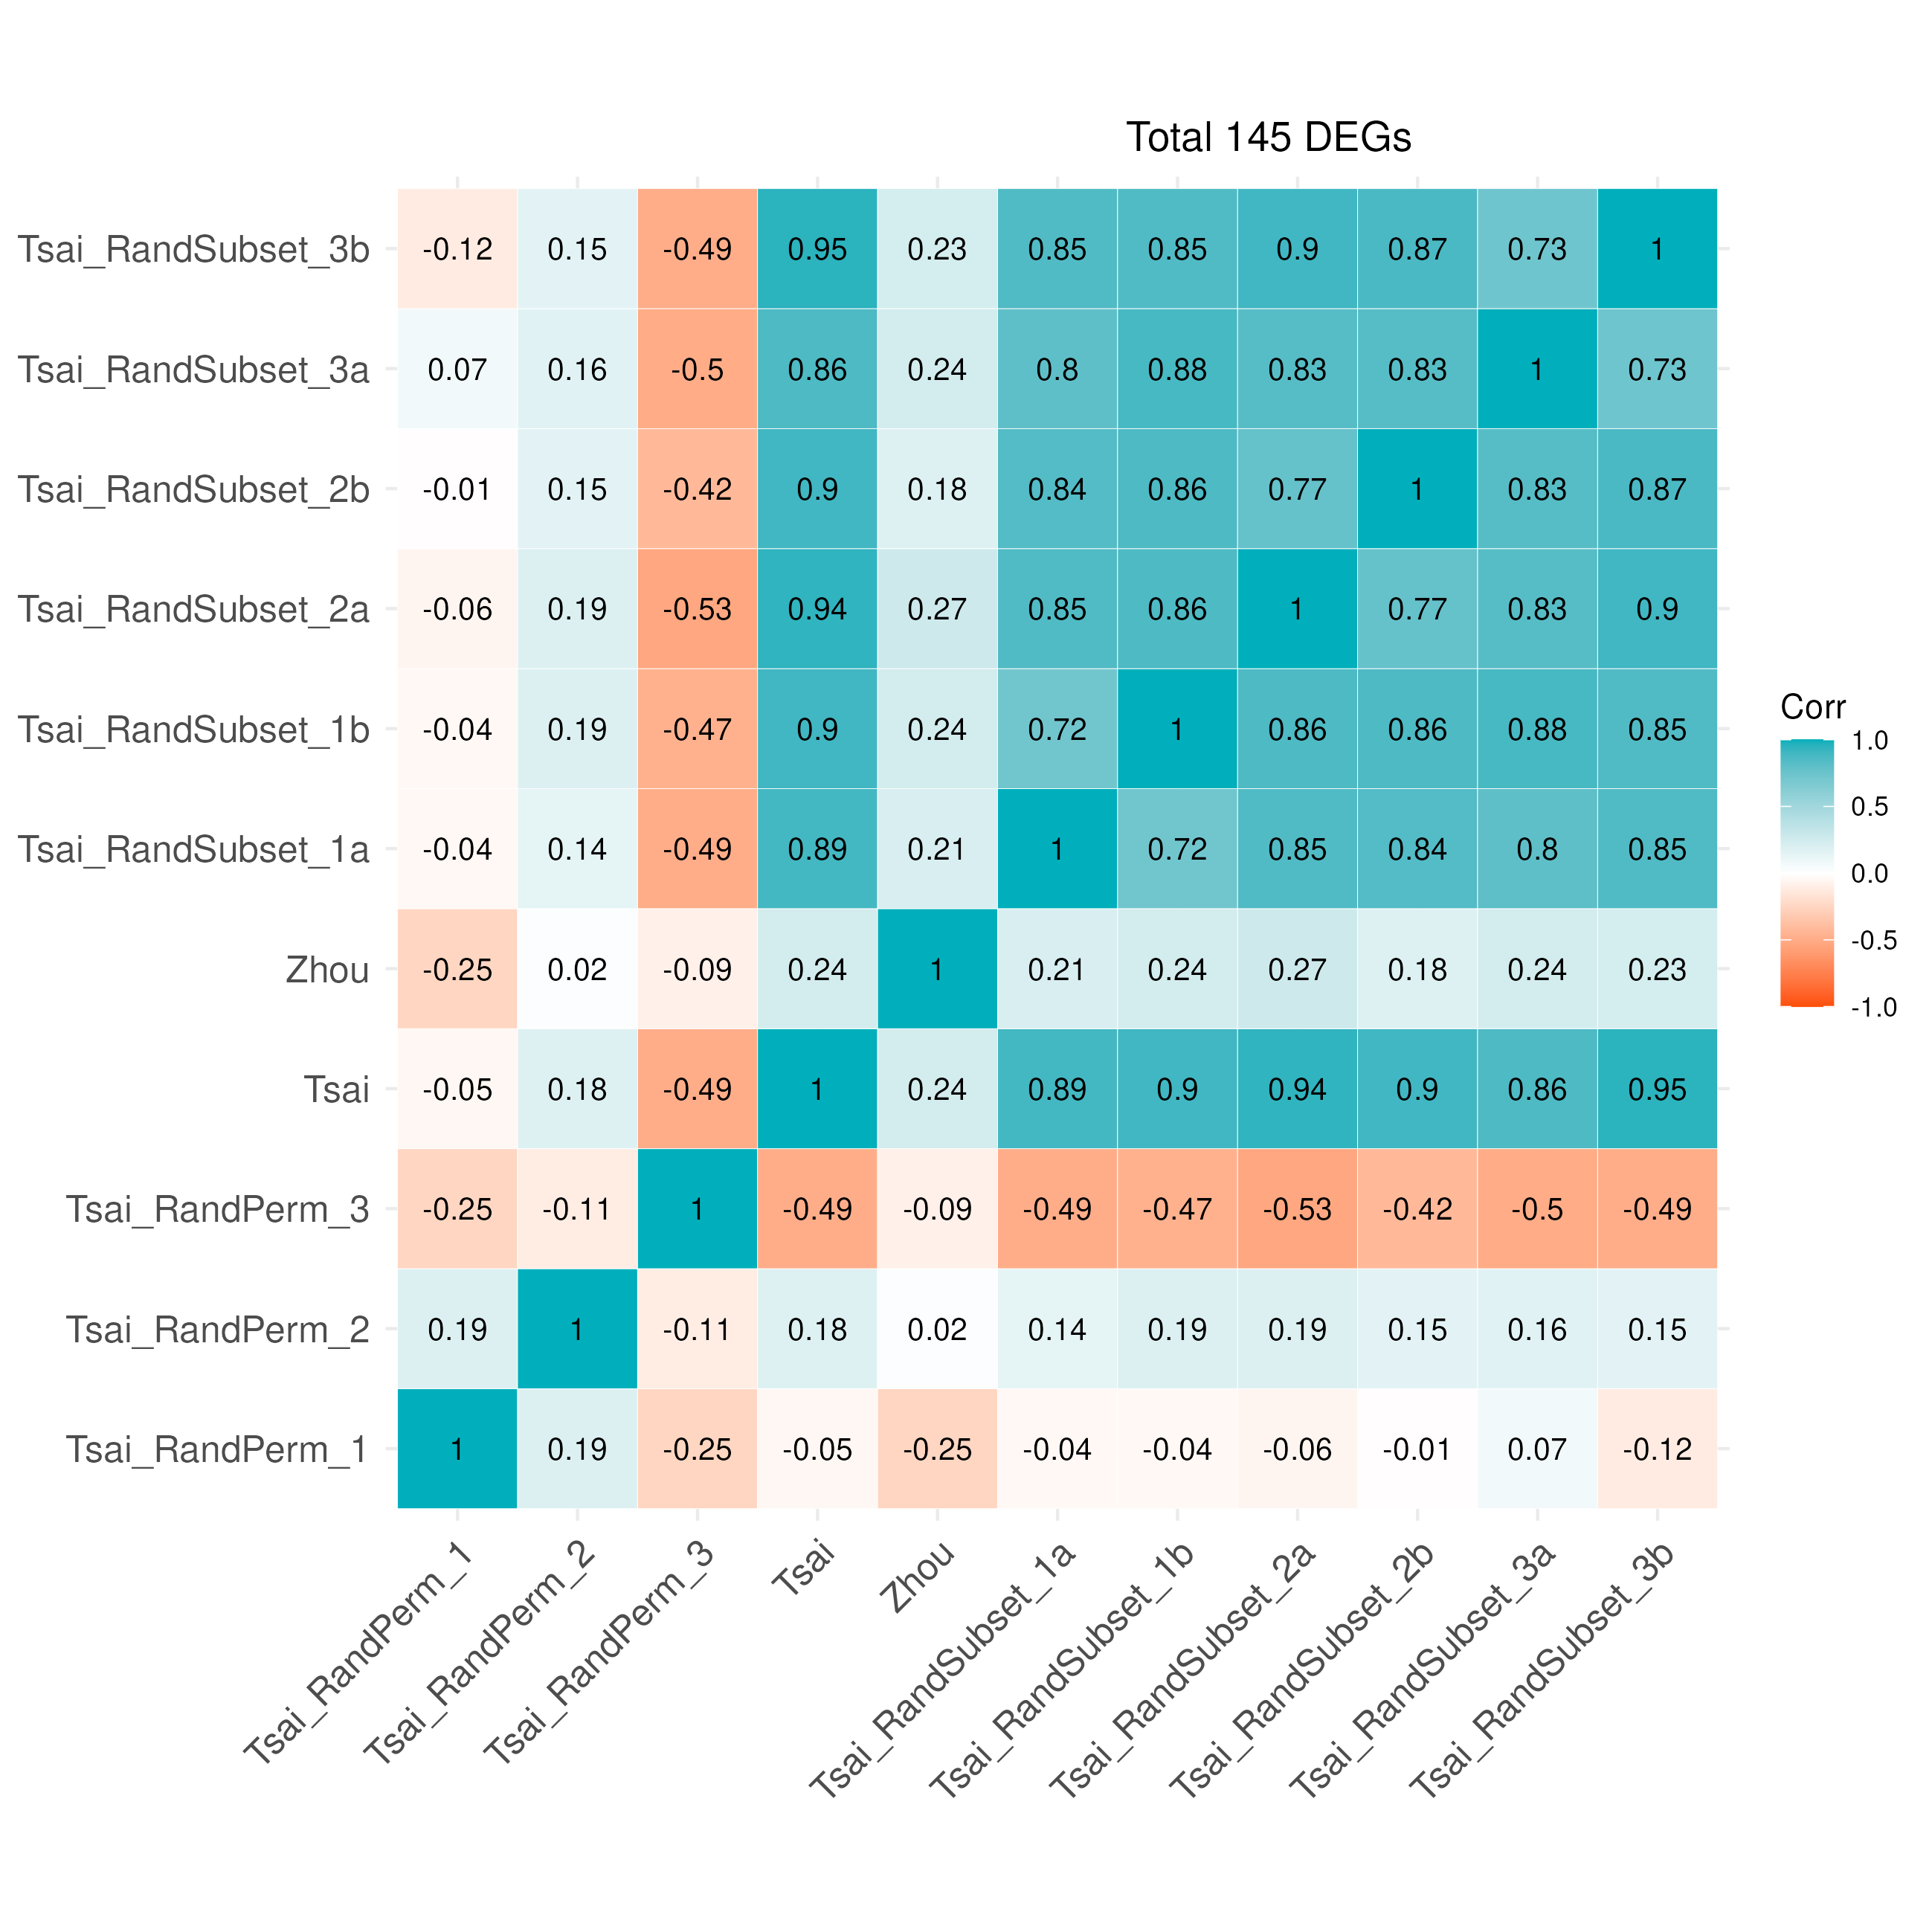 Total 145 DEGs
Tsai_RandSubset_3b -0.12 0.15 -0.49 0.95 0.23 0.85 0.85 0.9 0.87 0.73 1
Tsai_RandSubset_3a 0.07 0.16 -0.5 0.86 0.24 0.8 0.88 0.83 0.83 1 0.73
Tsai_RandSubset_2b -0.01 0.15 -0.42 0.9 0.18 0.84 0.86 0.77 1 0.83 0.87
Tsai_RandSubset_2a -0.06 0.19 -0.53 0.94 0.27 0.85 0.86 1 0.77 0.83 0.9
Tsai_RandSubset_1b -0.04 0.19 -0.47 0.9 0.24 0.72 1 0.86 0.86 0.88 0.85
Tsai_RandSubset_1a -0.04 0.14 -0.49 0.89 0.21 1 0.72 0.85 0.84 0.8 0.85
Zhou -0.25 0.02 -0.09 0.24 1 0.21 0.24 0.27 0.18 0.24 0.23
Tsai -0.05 0.18 -0.49 1 0.24 0.89 0.9 0.94 0.9 0.86 0.95
Tsai_RandPerm_3 -0.25 -0.11 1 -0.49 -0.09 -0.49 -0.47 -0.53 -0.42 -0.5 -0.49
Tsai_RandPerm_2 0.19 1 -0.11 0.18 0.02 0.14 0.19 0.19 0.15 0.16 0.15
Tsai_RandPerm_1 1 0.19 -0.25 -0.05 -0.25 -0.04 -0.04 -0.06 -0.01 0.07 -0.12
Tsai_RandPerm_1
Tsai_RandPerm_2
Tsai_RandPerm_3
Tsai
Zhou
Tsai_RandSubset_1a
Tsai_RandSubset_1b
Tsai_RandSubset_2a
Tsai_RandSubset_2b
Tsai_RandSubset_3a
Tsai_RandSubset_3b
Corr
1.0
0.5
0.0
-0.5
-1.0